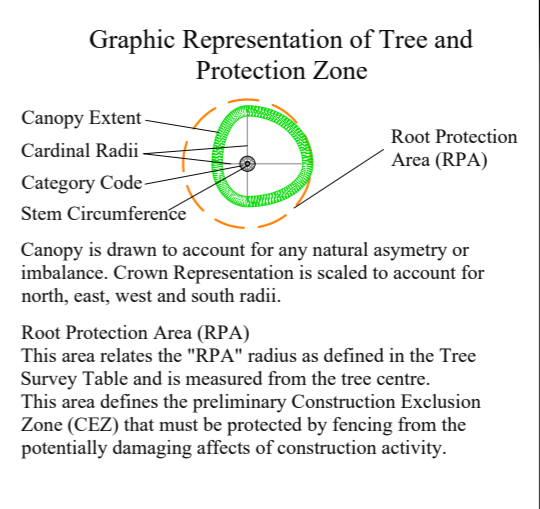 Graphic Representation of Tree and
Protection Zone
Canopy Extent
Cardinal Radii
Category Code
Stem Circumference
Root Protection
Area (RPA)
Canopy is drawn to account for any natural asymetry or
imbalance. Crown Representation is scaled to account for
north, east, west and south radii.
Root Protection Area (RPA)
This area relates the "RPA" radius as defined in the Tree
Survey Table and is measured from the tree centre.
This area defines the preliminary Construction Exclusion
Zone (CEZ) that must be protected by fencing from the
potentially damaging affects of construction activity.